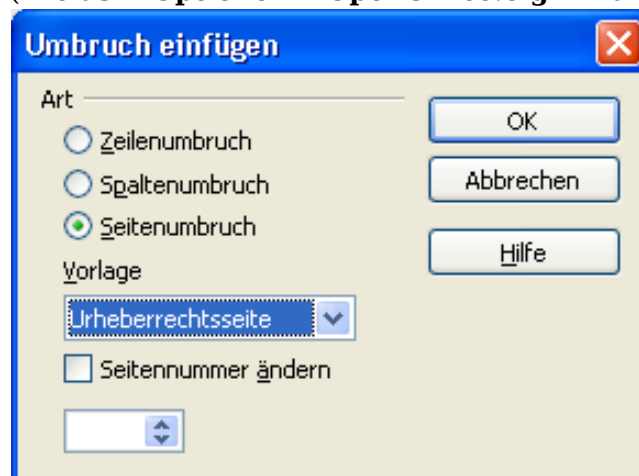 Umbruch einfügen
Art
Zeilenumbruch
Spaltenumbruch
Seitenumbruch
Vorlage
Urheberrechtsseite
Seitennummer ändern
OK
Abbrechen
Hilfe